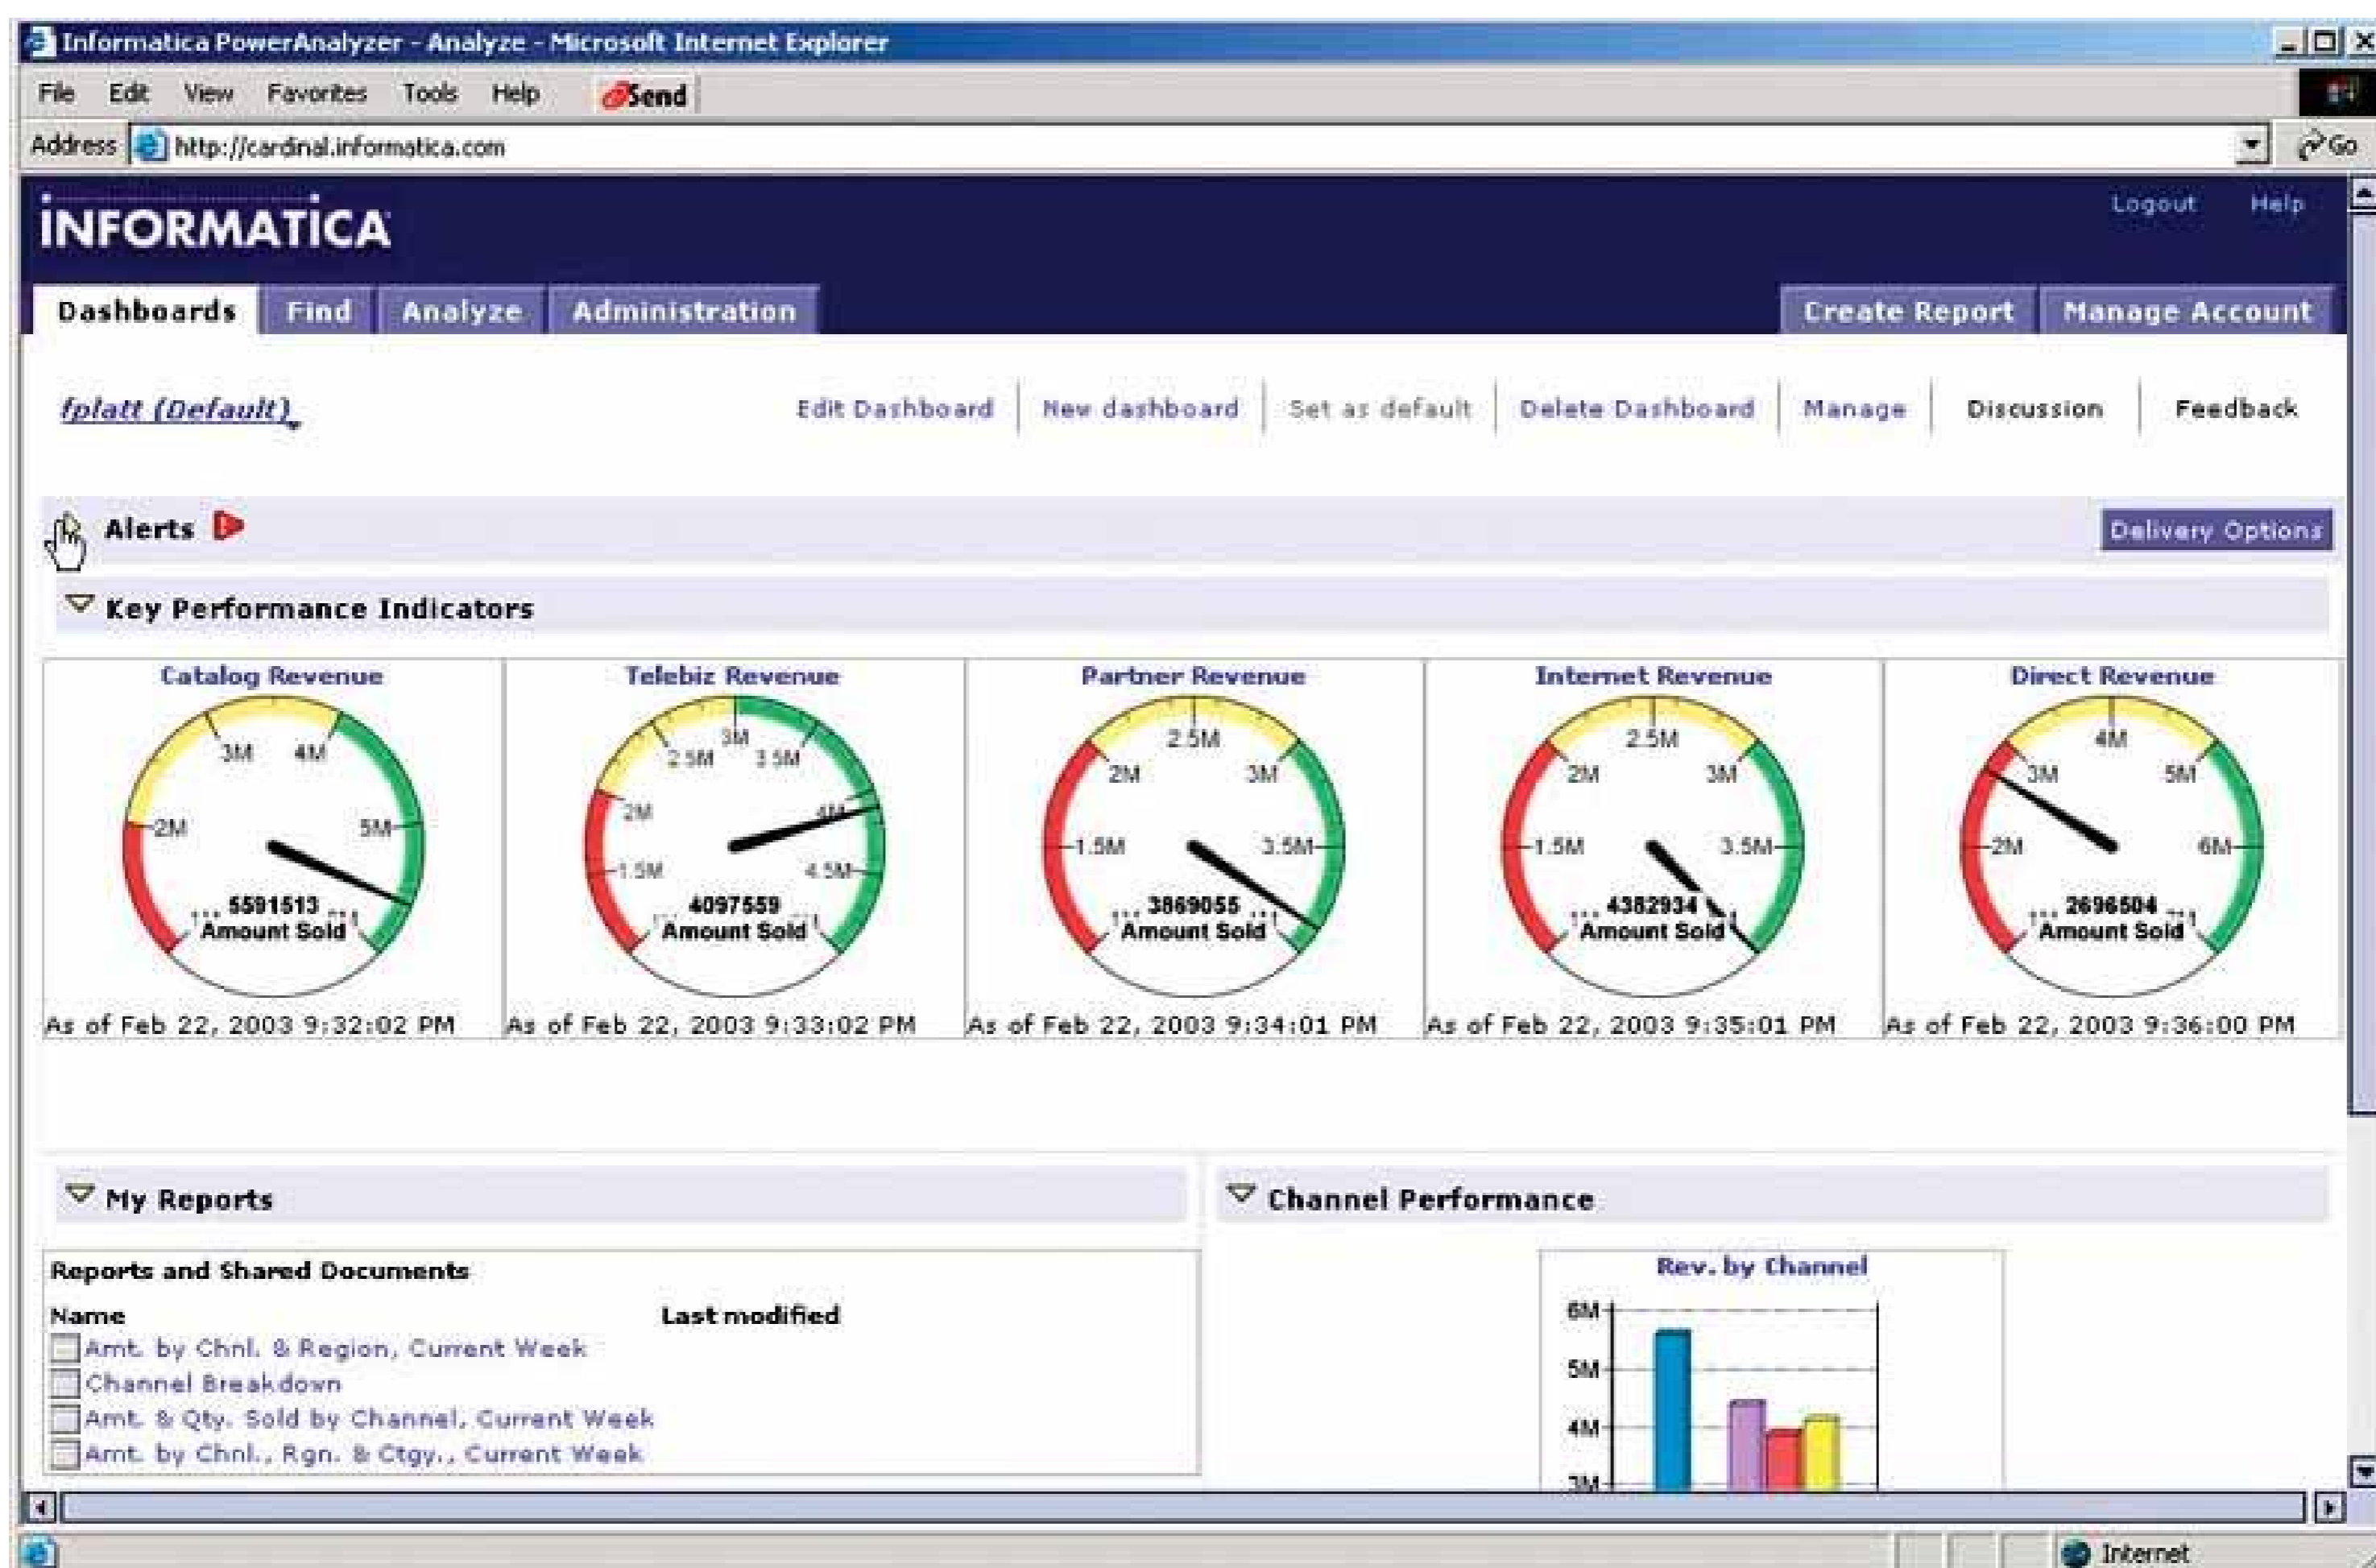 Informatica PowerAnalyzer - Analyze - Microsoft Internet Explorer
File Edit View Favorites Tools Help Send
Address http://cardinal.informatica.com Go
INFORMATICA
Logout Help
Dashboards Find Analyze Administration Create Report Manage Account
fplatt (Default) Edit Dashboard New dashboard Set as default Delete Dashboard Manage Discussion Feedback
Alerts Delivery Options
Key Performance Indicators
Catalog Revenue
2M 3M 4M 5M
5591513
Amount Sold
As of Feb 22, 2003 9:32:02 PM
Telebiz Revenue
1.5M 2M 2.5M 3M 3.5M 4M 4.5M
4097559
Amount Sold
As of Feb 22, 2003 9:33:02 PM
Partner Revenue
1.5M 2M 2.5M 3M 3.5M
3869055
Amount Sold
As of Feb 22, 2003 9:34:01 PM
Internet Revenue
1.5M 2M 2.5M 3M 3.5M
4382934
Amount Sold
As of Feb 22, 2003 9:35:01 PM
Direct Revenue
2M 3M 4M 5M 6M
2696504
Amount Sold
As of Feb 22, 2003 9:36:00 PM
My Reports
Reports and Shared Documents
Name Last modified
Amt. by Chnl. & Region, Current Week
Channel Breakdown
Amt. & Qty. Sold by Channel, Current Week
Amt. by Chnl., Rgn. & Ctgy., Current Week
Channel Performance
Rev. by Channel
6M
5M
4M
3M
Internet